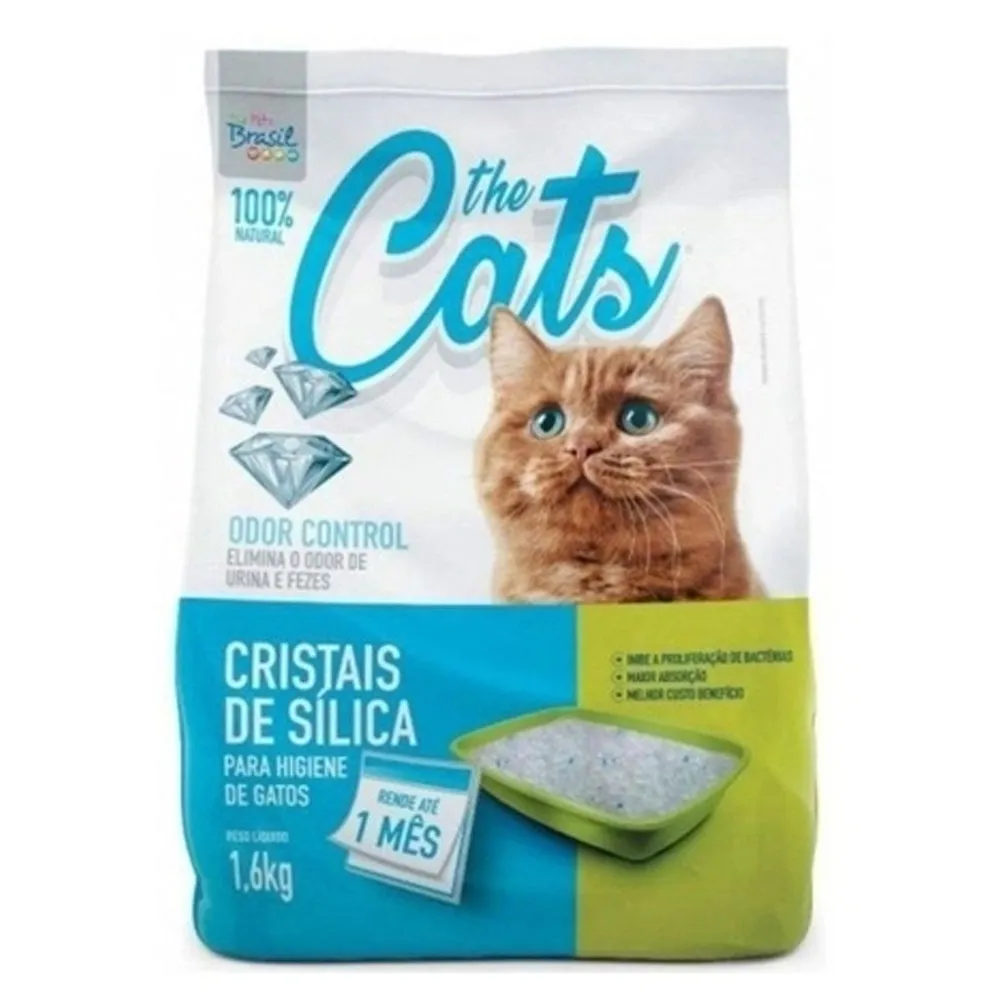 Pet's
Brasil
100%
NATURAL
the
Cats
ODOR CONTROL
ELIMINA O ODOR DE
URINA E FEZES
CRISTAIS
DE SÍLICA
PARA HIGIENE
DE GATOS
PESO LÍQUIDO
1,6kg
RENDE ATÉ
1 MÊS
INIBE A PROLIFERAÇÃO DE BACTÉRIAS
MAIOR ABSORÇÃO
MELHOR CUSTO BENEFÍCIO